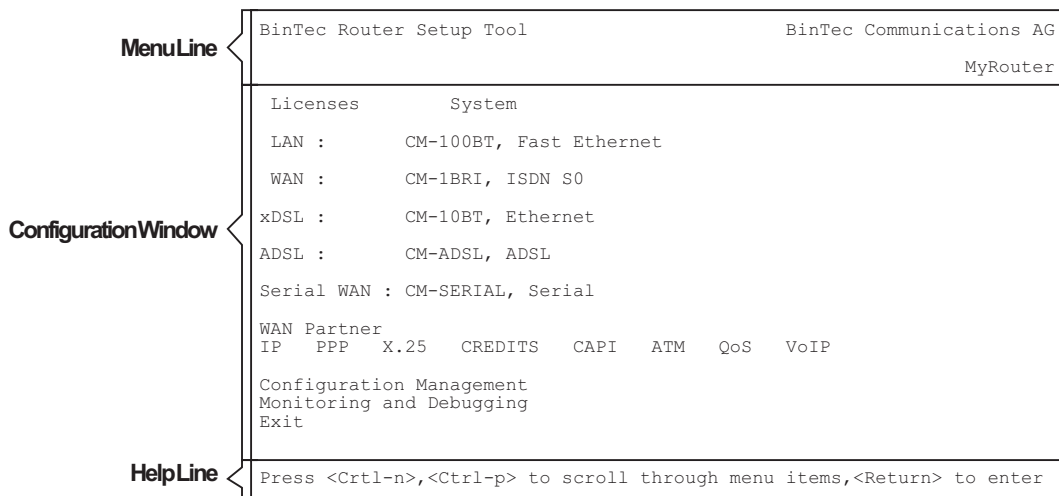 Menu Line
BinTec Router Setup Tool BinTec Communications AG
MyRouter
Configuration Window
Licenses System
LAN : CM-100BT, Fast Ethernet
WAN : CM-1BRI, ISDN S0
xDSL : CM-10BT, Ethernet
ADSL : CM-ADSL, ADSL
Serial WAN : CM-SERIAL, Serial
WAN Partner
IP PPP X.25 CREDITS CAPI ATM QoS VoIP
Configuration Management
Monitoring and Debugging
Exit
Help Line
Press <Crtl-n>,<Ctrl-p> to scroll through menu items,<Return> to enter